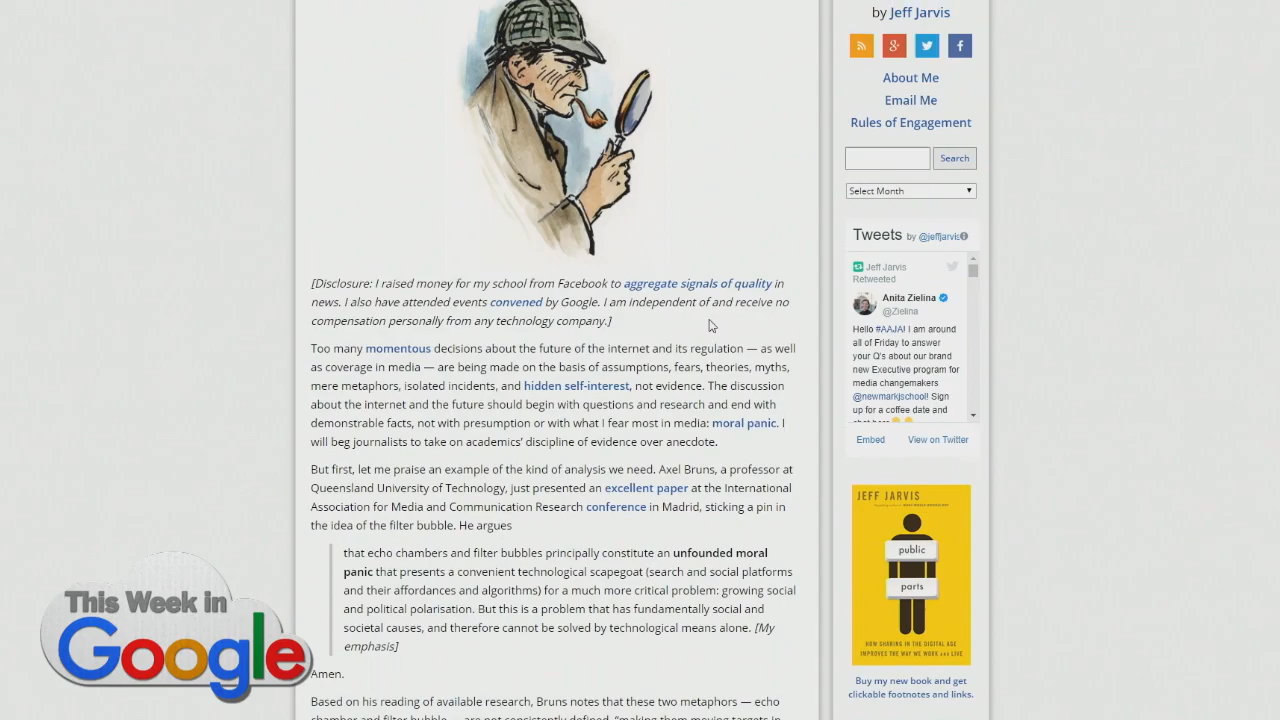 by Jeff Jarvis
About Me
Email Me
Rules of Engagement
Search
Select Month
Tweets by @jeffjarvis
Jeff Jarvis
Retweeted
Anita Zielina
@Zielina
Hello #AAJA! I am around
all of Friday to answer
your Q's about our brand
new Executive program for
media changemakers
@newmarkjschool! Sign
up for a coffee date and
Embed
View on Twitter
JEFF JARVIS
public
parts
HOW SHARING IN THE DIGITAL AGE
IMPROVES THE WAY WE WORK AND LIVE
Buy my new book and get
clickable footnotes and links.
[Disclosure: I raised money for my school from Facebook to aggregate signals of quality in
news. I also have attended events convened by Google. I am independent of and receive no
compensation personally from any technology company.]
Too many momentous decisions about the future of the internet and its regulation — as well
as coverage in media — are being made on the basis of assumptions, fears, theories, myths,
mere metaphors, isolated incidents, and hidden self-interest, not evidence. The discussion
about the internet and the future should begin with questions and research and end with
demonstrable facts, not with presumption or with what I fear most in media: moral panic. I
will beg journalists to take on academics’ discipline of evidence over anecdote.
But first, let me praise an example of the kind of analysis we need. Axel Bruns, a professor at
Queensland University of Technology, just presented an excellent paper at the International
Association for Media and Communication Research conference in Madrid, sticking a pin in
the idea of the filter bubble. He argues
that echo chambers and filter bubbles principally constitute an unfounded moral
panic that presents a convenient technological scapegoat (search and social platforms
and their affordances and algorithms) for a much more critical problem: growing social
and political polarisation. But this is a problem that has fundamentally social and
societal causes, and therefore cannot be solved by technological means alone. [My
emphasis]
Amen.
Based on his reading of available research, Bruns notes that these two metaphors — echo
chamber and filter bubble — are not consistently defined, “making them moving targets in
This Week in
Google